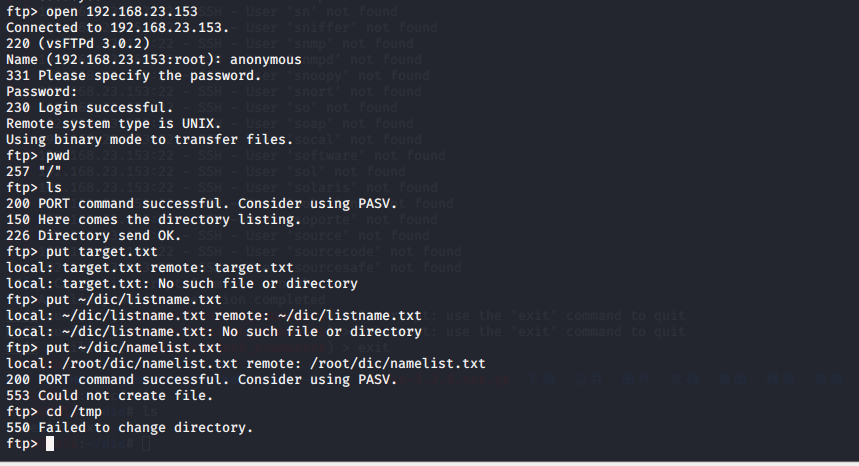 ftp> open 192.168.23.153
Connected to 192.168.23.153.
220 (vsFTPd 3.0.2)
Name (192.168.23.153:root): anonymous
331 Please specify the password.
Password:
230 Login successful.
Remote system type is UNIX.
Using binary mode to transfer files.
ftp> pwd
257 "/"
ftp> ls
200 PORT command successful. Consider using PASV.
150 Here comes the directory listing.
226 Directory send OK.
ftp> put target.txt
local: target.txt remote: target.txt
local: target.txt: No such file or directory
ftp> put ~/dic/listname.txt
local: ~/dic/listname.txt remote: ~/dic/listname.txt
local: ~/dic/listname.txt: No such file or directory
ftp> put ~/dic/namelist.txt
local: /root/dic/namelist.txt remote: /root/dic/namelist.txt
200 PORT command successful. Consider using PASV.
553 Could not create file.
ftp> cd /tmp
550 Failed to change directory.
ftp>